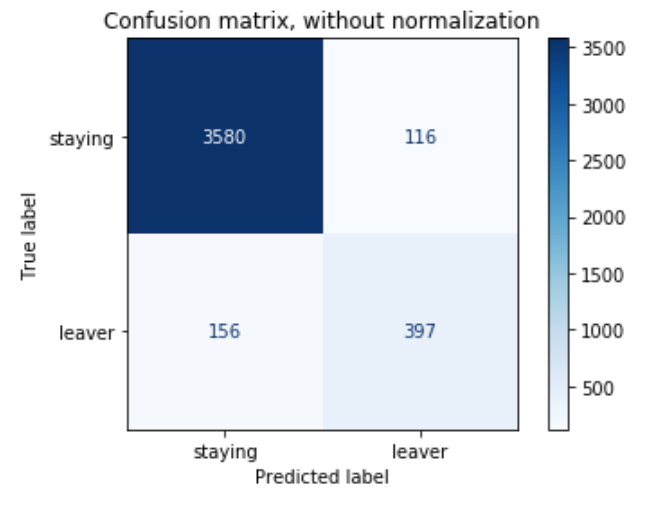 Confusion matrix, without normalization
True label
staying
leaver
3580 116
156 397
staying leaver
Predicted label
3500
3000
2500
2000
1500
1000
500